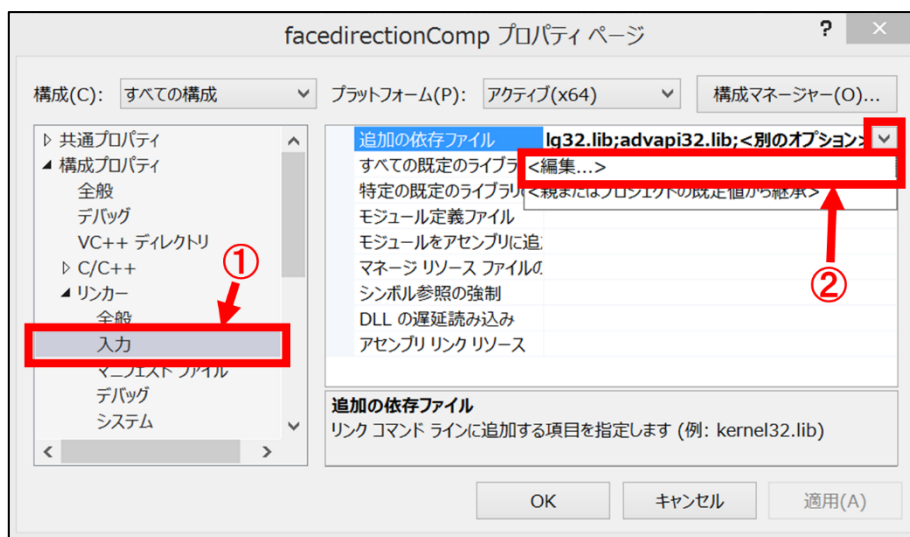 facedirectionComp プロパティ ページ
?
構成(C): すべての構成 プラットフォーム(P): アクティブ(x64) 構成マネージャー(O)...
共通プロパティ
構成プロパティ
全般
デバッグ
VC++ ディレクトリ
C/C++
リンカー
全般
入力
マニフェスト ファイル
デバッグ
システム
①
追加の依存ファイル lg32.lib;advapi32.lib;<別のオプション>
すべての既定のライブラ <編集...>
特定の既定のライブラリの <親またはプロジェクトの既定値から継承>
モジュール定義ファイル
モジュールをアセンブリに追
マネージ リソース ファイルの
シンボル参照の強制
DLL の遅延読み込み
アセンブリ リンク リソース
②
追加の依存ファイル
リンク コマンド ラインに追加する項目を指定します (例: kernel32.lib)
OK キャンセル 適用(A)